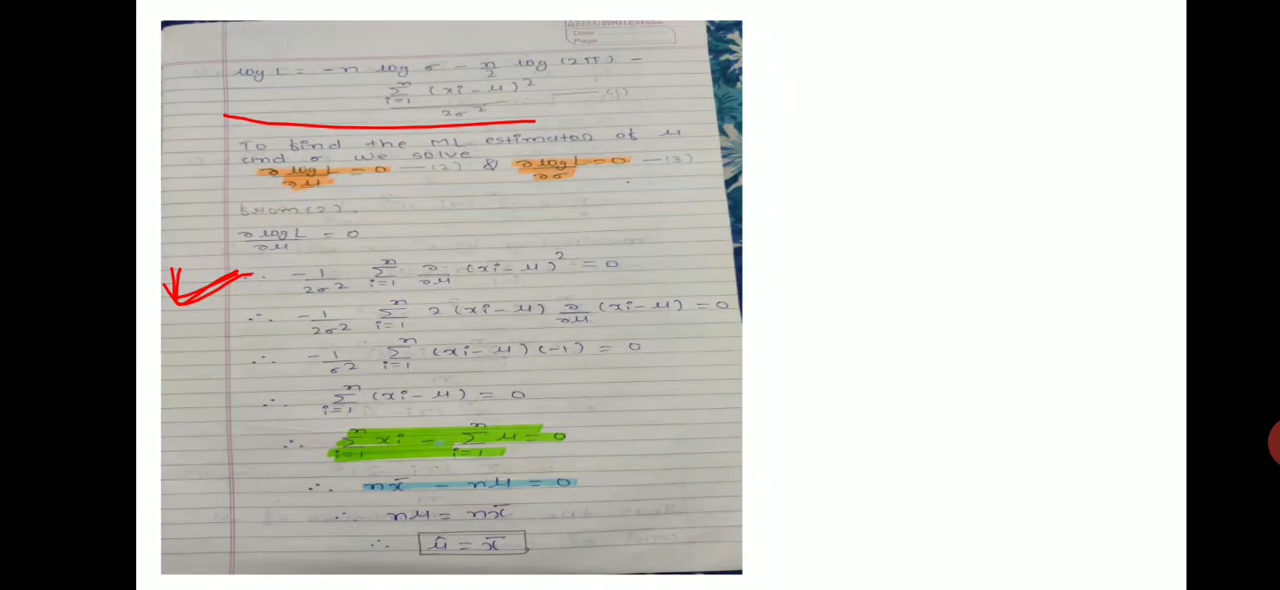 Date
Page
log L = -n log σ - n/2 log (2π) -
Σ_{i=1}^{n} (xi - μ)² / 2σ² —— (1)
To find the ML estimator of μ
and σ we solve
∂ log L / ∂μ = 0 — (2) & ∂ log L / ∂σ = 0 — (3)
From (2).
∂ log L / ∂μ = 0
∴ -1/2σ² Σ_{i=1}^{n} ∂/∂μ (xi - μ)² = 0
∴ -1/2σ² Σ_{i=1}^{n} 2 (xi - μ) ∂/∂μ (xi - μ) = 0
∴ -1/σ² Σ_{i=1}^{n} (xi - μ) (-1) = 0
∴ Σ_{i=1}^{n} (xi - μ) = 0
∴ Σ_{i=1}^{n} xi - Σ_{i=1}^{n} μ = 0
∴ nx̄ - nμ = 0
∴ nμ = nx̄
∴ μ̂ = x̄